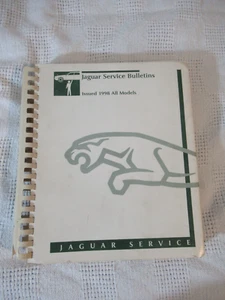 Jaguar Service Bulletins
Issued 1998 All Models
JAGUAR SERVICE